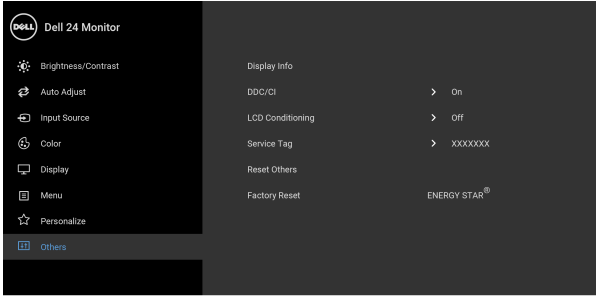 DELL Dell 24 Monitor
Brightness/Contrast
Auto Adjust
Input Source
Color
Display
Menu
Personalize
Others
Display Info
DDC/CI > On
LCD Conditioning > Off
Service Tag > XXXXXXX
Reset Others
Factory Reset ENERGY STAR®